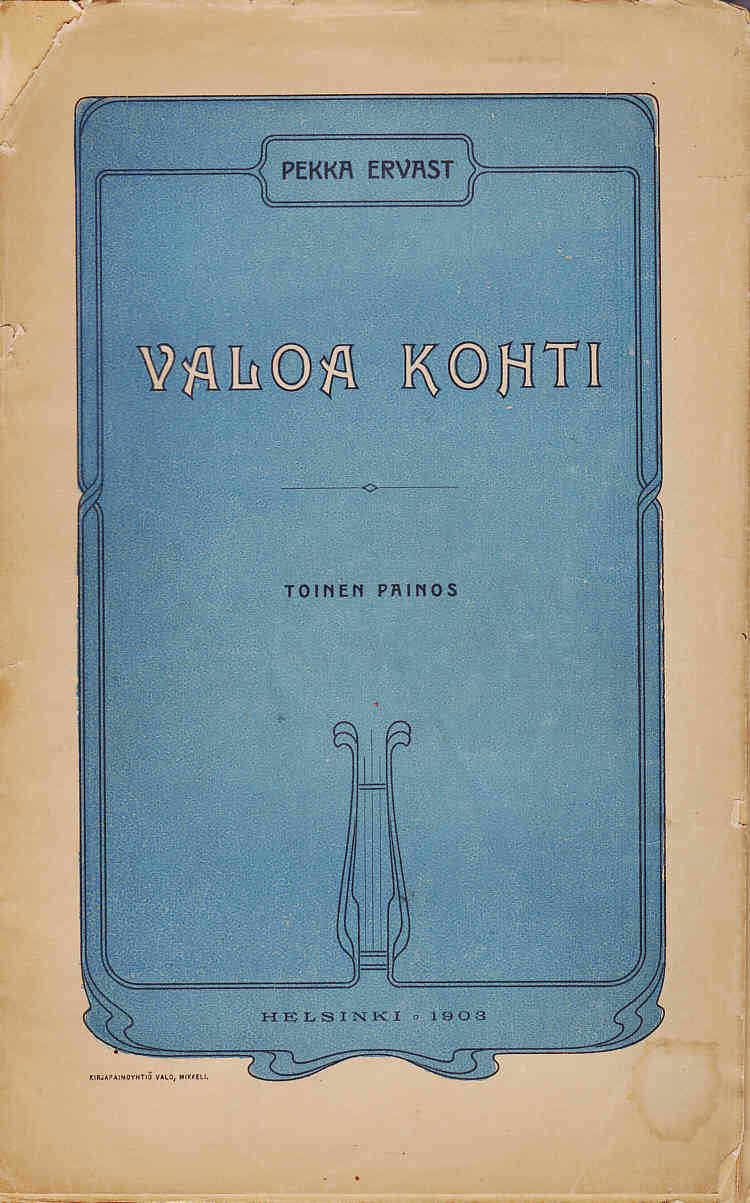 PEKKA ERVAST
VALOA KOHTI
TOINEN PAINOS
HELSINKI ◦ 1903
KIRJAPAINOYHTIÖ VALO, MIKKELI.